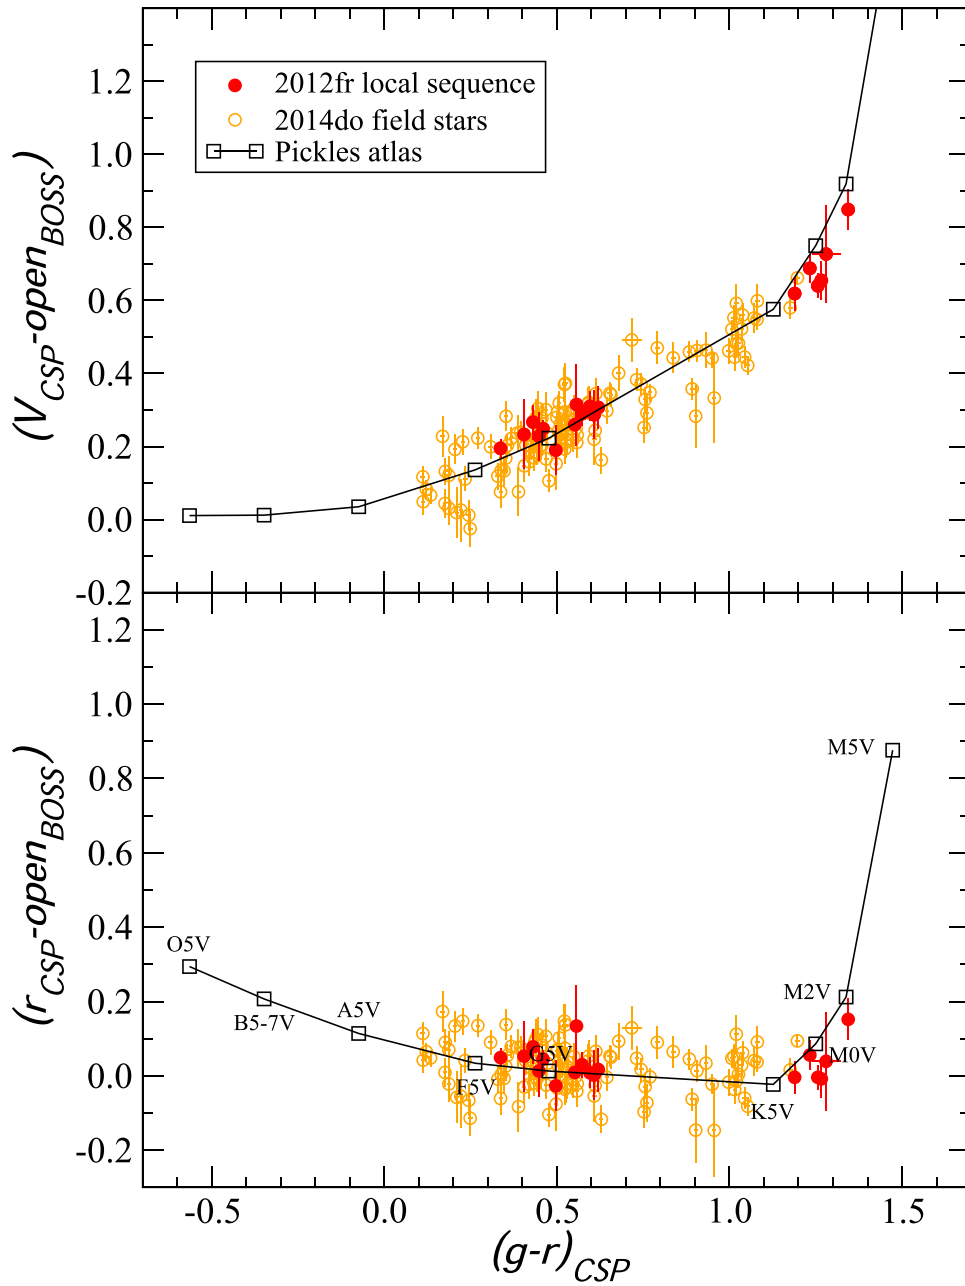 1.2
1.0
0.8
0.6
0.4
0.2
0.0
-0.2
(V_CSP-open_BOSS)
2012fr local sequence
2014do field stars
Pickles atlas
1.2
1.0
0.8
0.6
0.4
0.2
0.0
-0.2
(r_CSP-open_BOSS)
M5V
O5V
B5-7V
A5V
F5V
G5V
K5V
M2V
M0V
-0.5
0.0
0.5
1.0
1.5
(g-r)_CSP